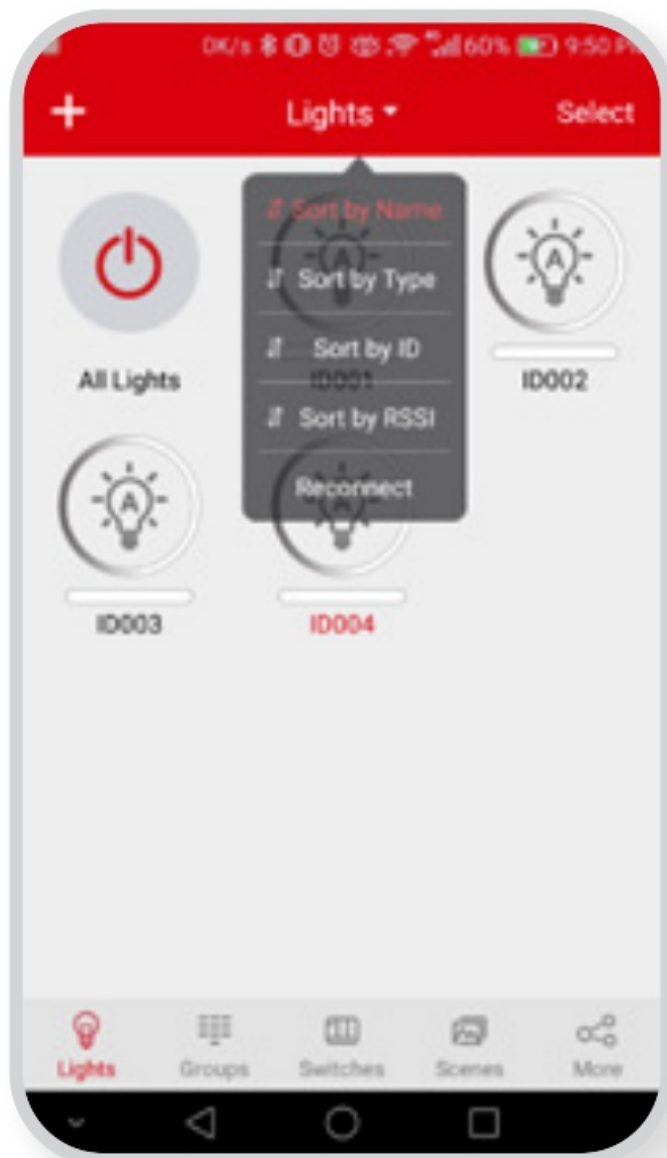 0K/s 60% 9:50 P
+ Lights Select
Sort by Name
Sort by Type
Sort by ID
Sort by RSSI
Reconnect
All Lights ID001 A ID002
A ID003 A ID004
Lights Groups Switches Scenes More